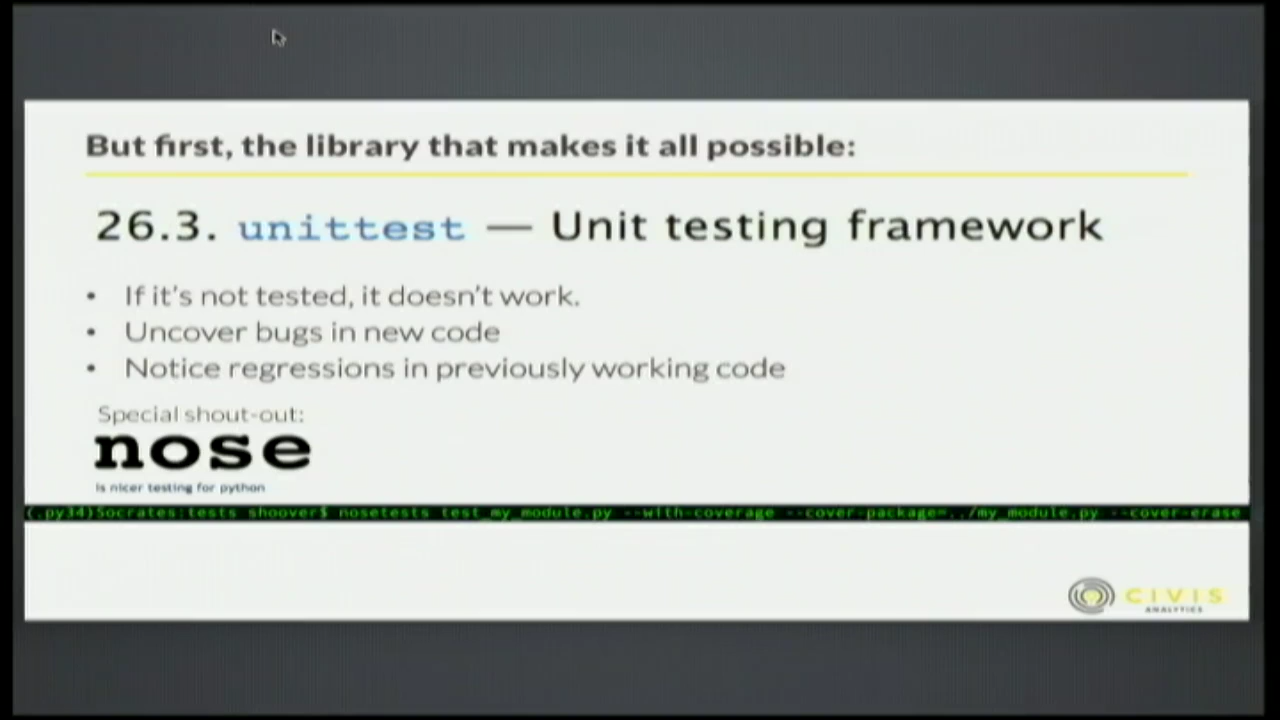 But first, the library that makes it all possible:
26.3. unittest — Unit testing framework
• If it's not tested, it doesn't work.
• Uncover bugs in new code
• Notice regressions in previously working code
Special shout-out:
nose
is nicer testing for python
(.py34)Socrates:tests shoover$ nosetests test_my_module.py --with-coverage --cover-package=../my_module.py --cover-erase
CIVIS
ANALYTICS